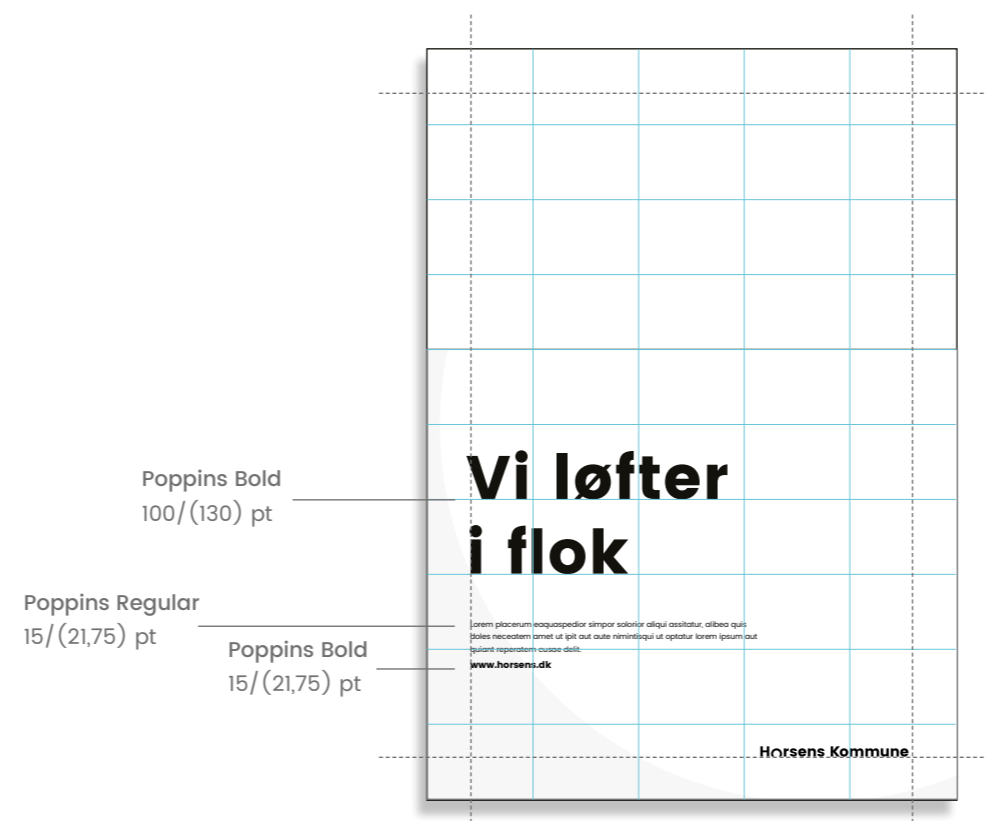 Poppins Bold
100/(130) pt
Poppins Regular
15/(21,75) pt
Poppins Bold
15/(21,75) pt
Vi løfter
i flok
Lorem placerum eaquaspedior simpor solorior aliqui assitatur, alibea quis
doles neceatem amet ut ipit aut aute nimintisqui ut optatur lorem ipsum aut
quiant reperatem cusae delit.
www.horsens.dk
Horsens Kommune